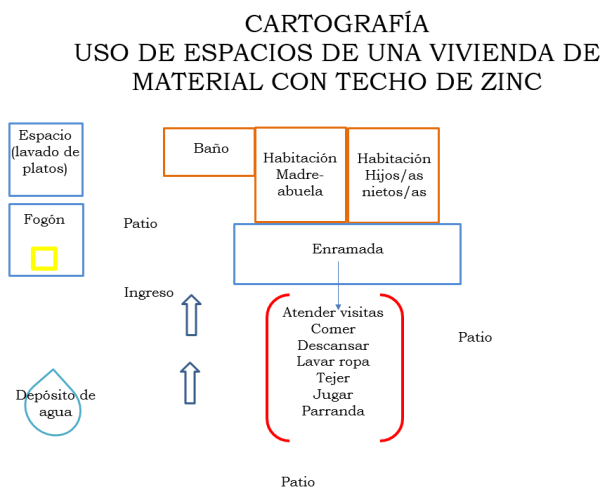 CARTOGRAFÍA
USO DE ESPACIOS DE UNA VIVIENDA DE
MATERIAL CON TECHO DE ZINC
Espacio
(lavado de
platos)
Baño
Habitación
Madre-
abuela
Habitación
Hijos/as
nietos/as
Fogón
Patio
Enramada
Ingreso
Atender visitas
Comer
Descansar
Lavar ropa
Tejer
Jugar
Parranda
Patio
Depósito de
agua
Patio